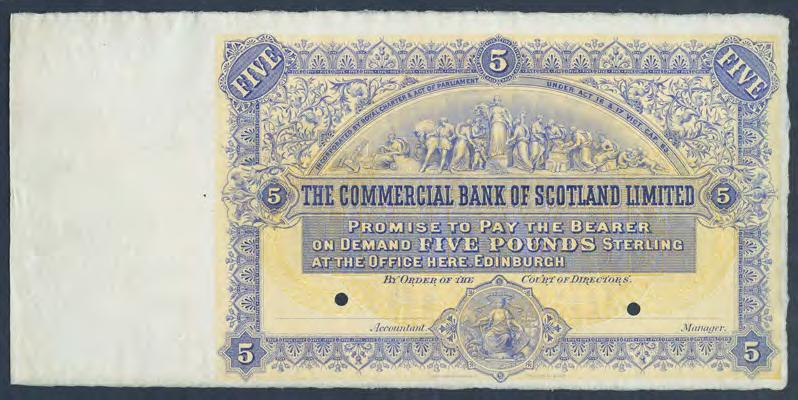 FIVE
5
FIVE
INCORPORATED BY ROYAL CHARTER & ACT OF PARLIAMENT
UNDER ACT 16 & 17 VICT. CAP. 63
5 THE COMMERCIAL BANK OF SCOTLAND LIMITED 5
PROMISE TO PAY THE BEARER
ON DEMAND FIVE POUNDS STERLING
AT THE OFFICE HERE. EDINBURGH
BY ORDER OF THE COURT OF DIRECTORS.
Accountant. Manager.
5 5